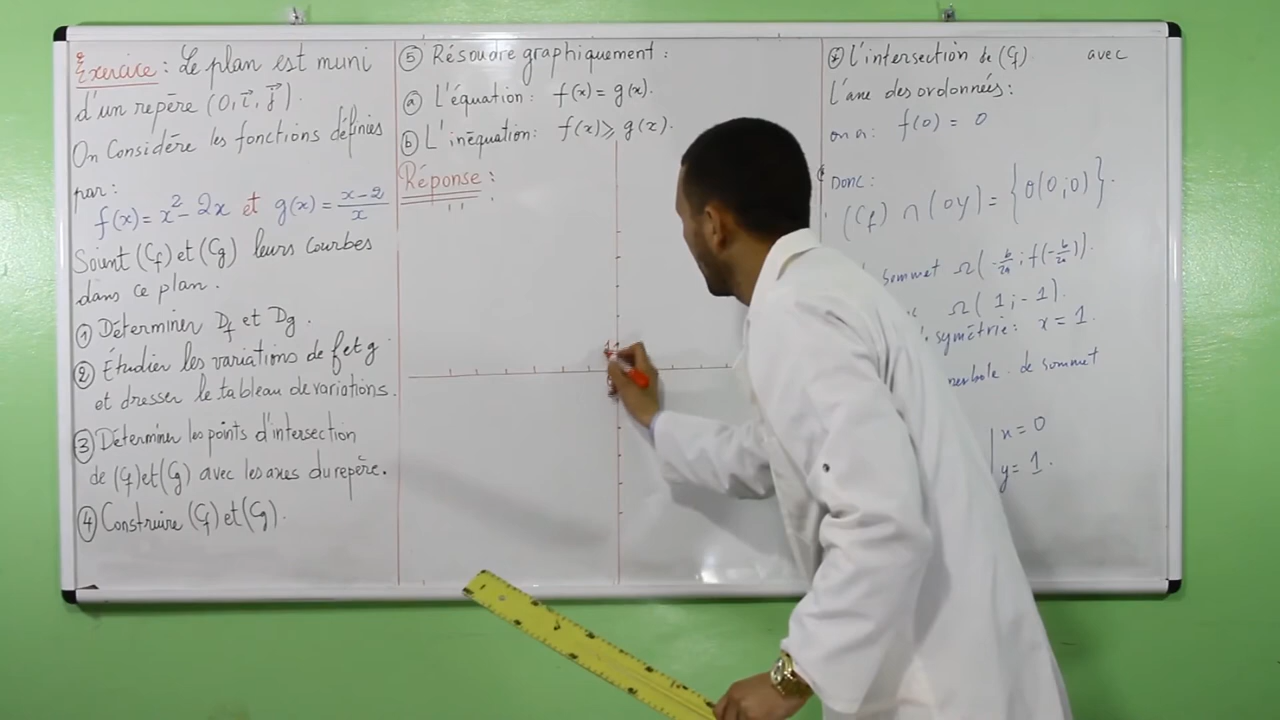 Exercice : Le plan est muni
d'un repère (O, i⃗, j⃗).
On Considère les fonctions définies
par :
f(x) = x² - 2x et g(x) = x-2/x
Soient (Cf) et (Cg) leurs courbes
dans ce plan.
① Déterminer Df et Dg.
② Étudier les variations de f et g
et dresser le tableau de variations.
③ Déterminer les points d'intersection
de (Cf) et (Cg) avec les axes du repère.
④ Construire (Cf) et (Cg).
⑤ Résoudre graphiquement :
ⓐ L'équation : f(x) = g(x).
ⓑ L'inéquation : f(x) ⩾ g(x).
Réponse :
L'intersection de (Cf) avec
l'axe des ordonnées :
on a : f(0) = 0
Donc :
(Cf) ∩ (oy) = {O(0;0)}.
sommet Ω(-b/2a ; f(-b/2a)).
Ω(1;-1).
symétrie : x = 1.
de sommet
x = 0
y = 1.